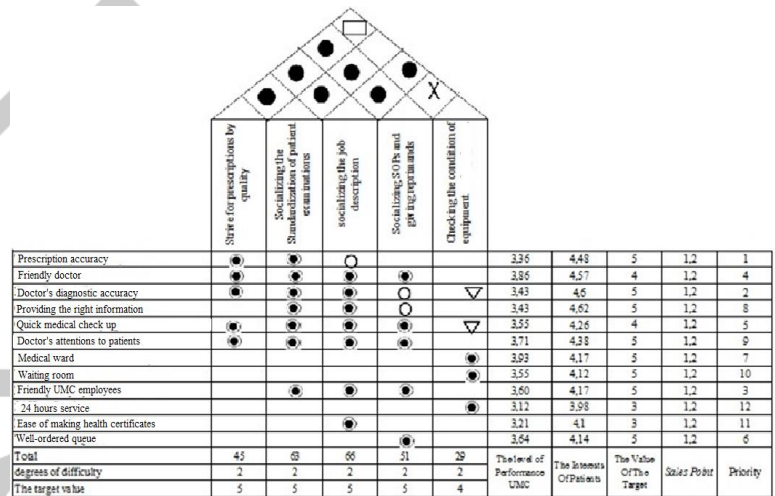 X
Strive for prescriptions by
quality
Socializing the
Standardization of patient
examinations
socializing the job
description
Socializing SOPs and
giving reprimands
Checking the condition of
equipment
Prescription accuracy 3,36 4,48 5 1,2 1
Friendly doctor 3,86 4,57 4 1,2 4
Doctor's diagnostic accuracy 3,43 4,6 5 1,2 2
Providing the right information 3,43 4,62 5 1,2 8
Quick medical check up 3,55 4,26 4 1,2 5
Doctor's attentions to patients 3,71 4,38 5 1,2 9
Medical ward 3,93 4,17 5 1,2 7
Waiting room 3,55 4,12 5 1,2 10
Friendly UMC employees 3,60 4,17 5 1,2 3
24 hours service 3,12 3,98 3 1,2 12
Ease of making health certificates 3,21 4,1 3 1,2 11
Well-ordered queue 3,64 4,14 5 1,2 6
Total 45 63 66 51 29
degrees of difficulty 2 2 2 2 2
The target value 5 5 5 5 4
The level of
Performance
UMC
The Interests
Of Patients
The Value
Of The
Target
Sales Point
Priority